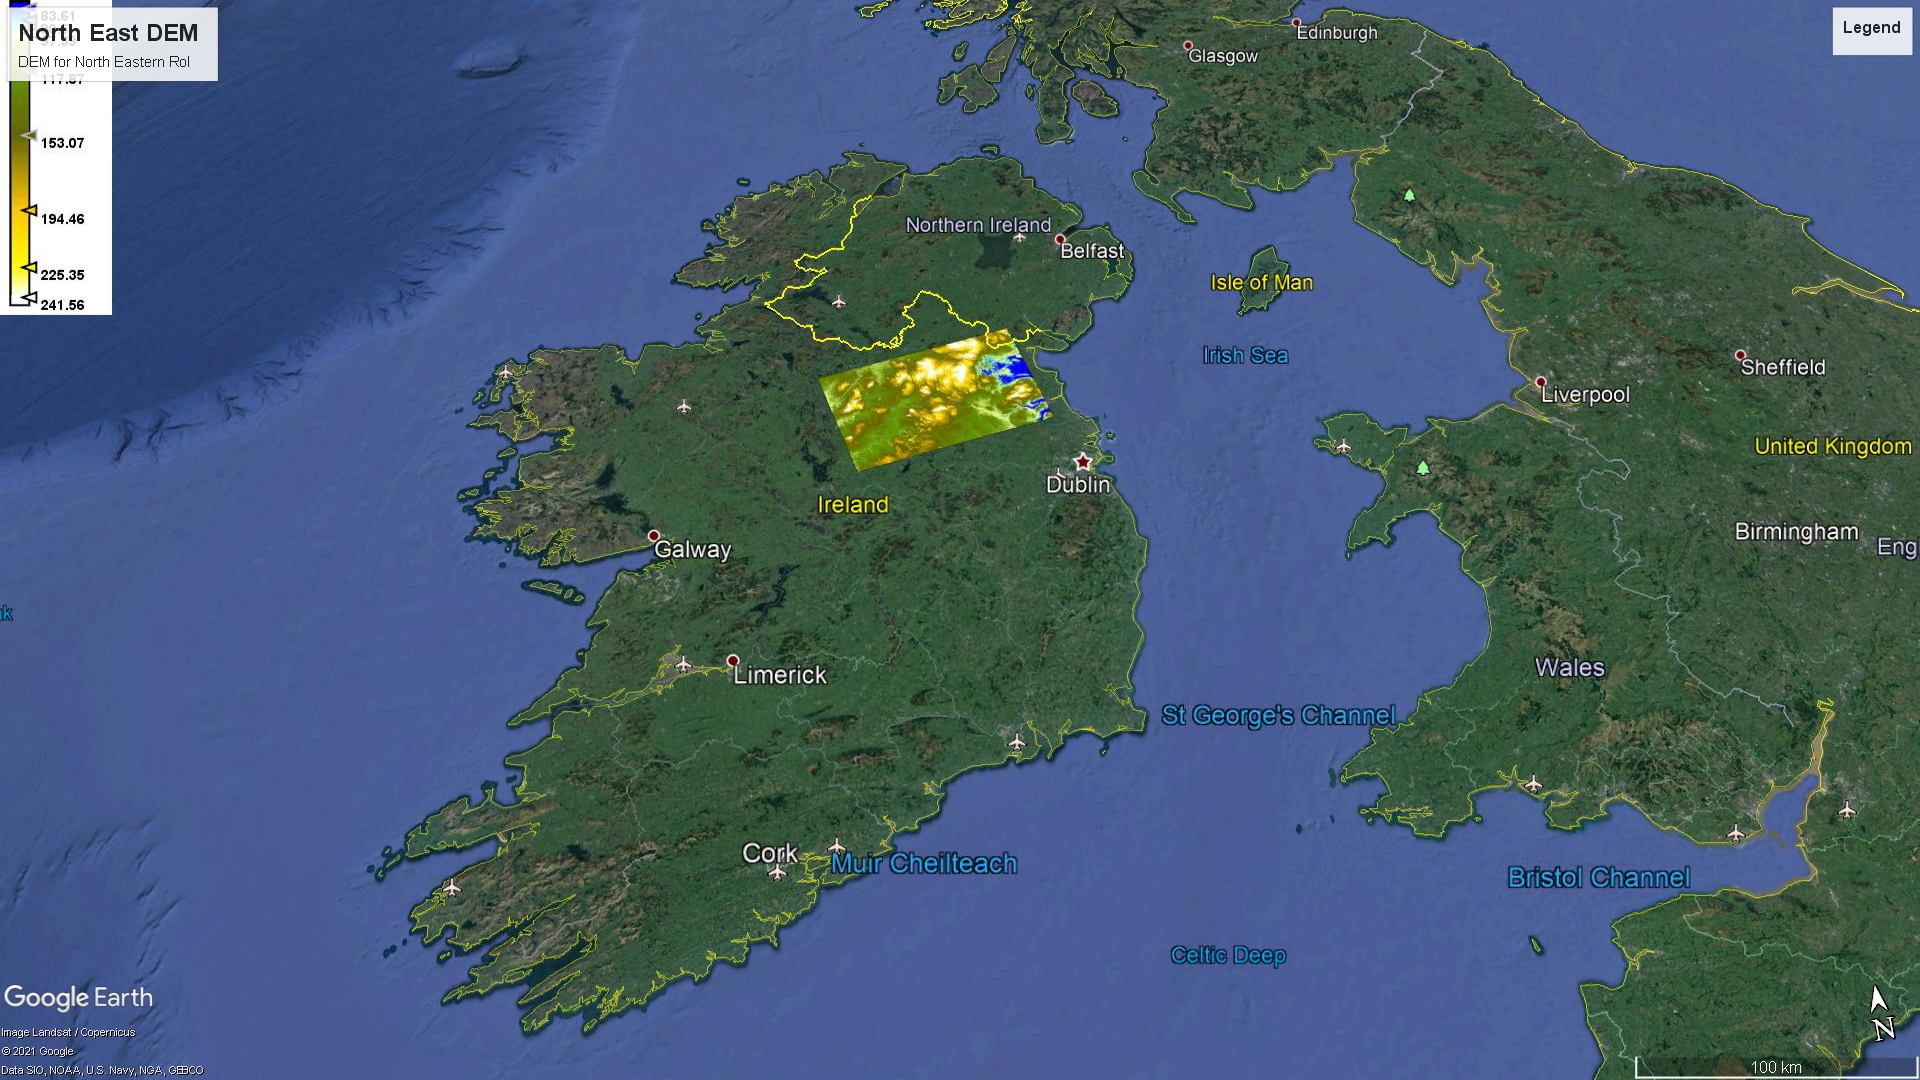 83.61
North East DEM
DEM for North Eastern RoI
117.87
153.07
194.46
225.35
241.56
Legend
Edinburgh
Glasgow
Northern Ireland
Belfast
Isle of Man
Irish Sea
Sheffield
Liverpool
United Kingdom
Dublin
Ireland
Birmingham
Eng
Galway
k
Wales
Limerick
St George's Channel
Cork
Muir Cheilteach
Bristol Channel
Celtic Deep
Google Earth
N
Image Landsat / Copernicus
© 2021 Google
Data SIO, NOAA, U.S. Navy, NGA, GEBCO
100 km